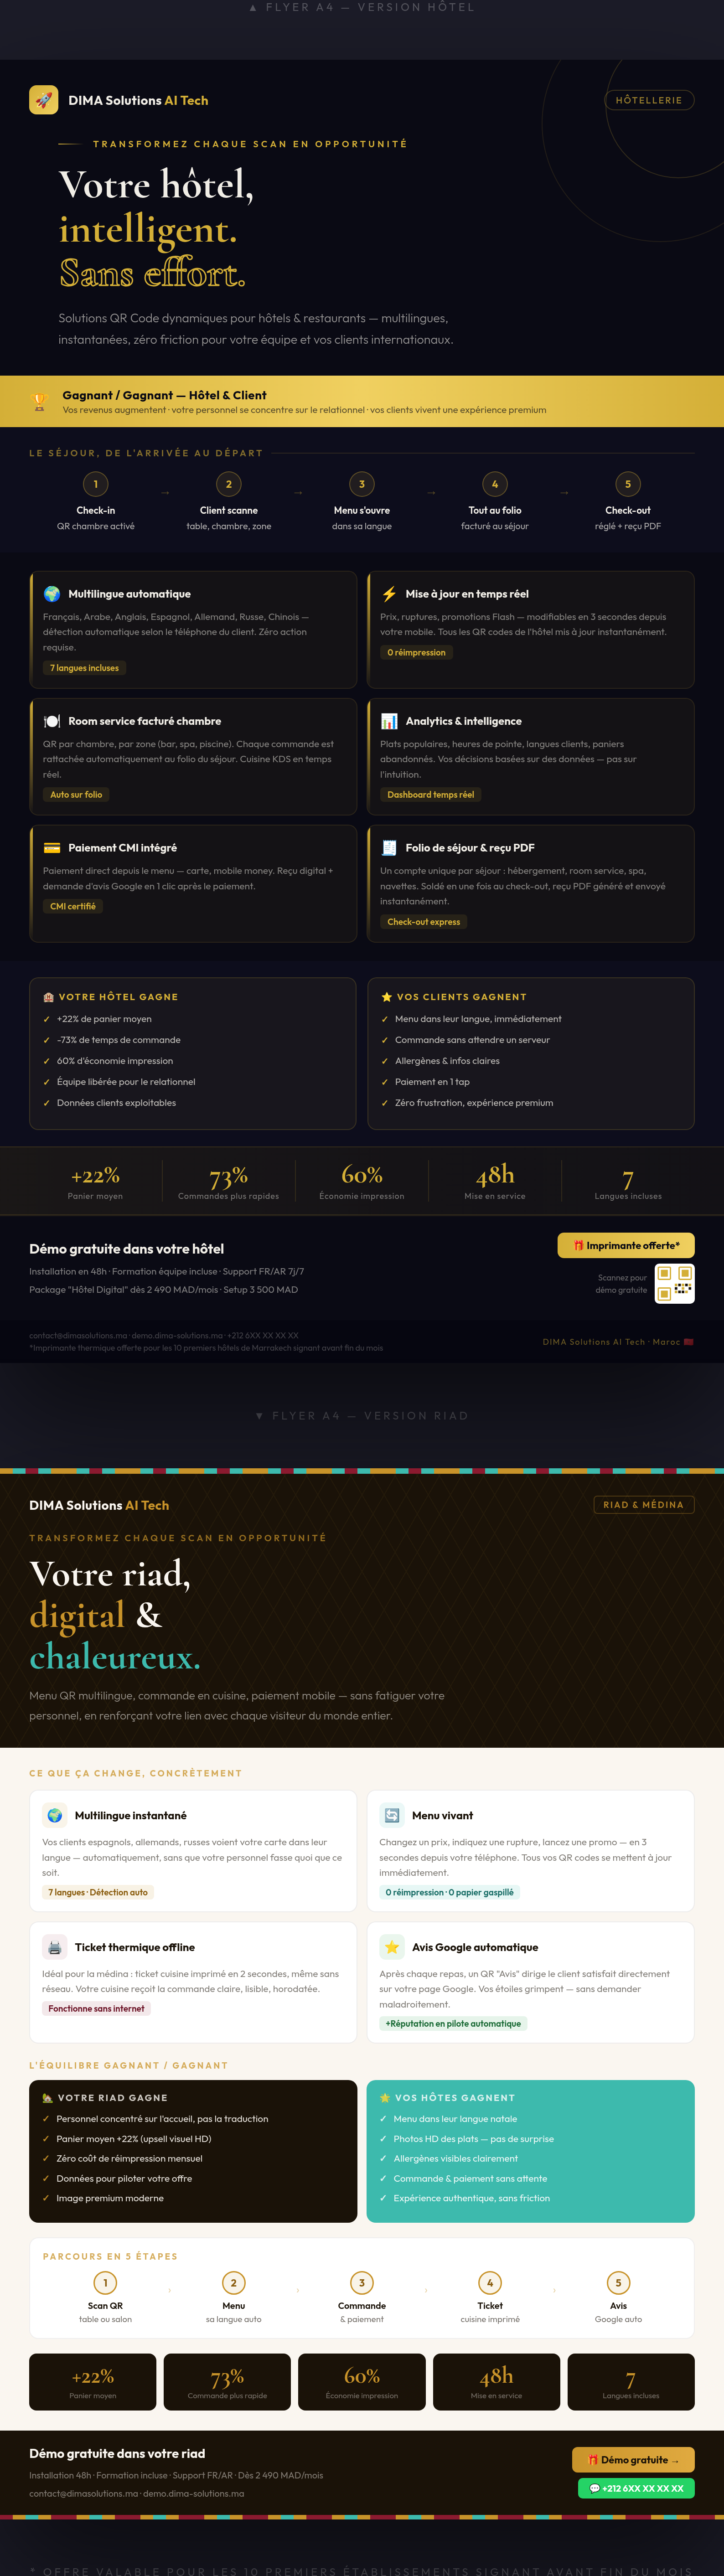 ▲ FLYER A4 — VERSION HÔTEL
🚀 DIMA Solutions AI Tech
HÔTELLERIE
TRANSFORMEZ CHAQUE SCAN EN OPPORTUNITÉ
Votre hôtel,
intelligent.
Sans effort.
Solutions QR Code dynamiques pour hôtels & restaurants — multilingues,
instantanées, zéro friction pour votre équipe et vos clients internationaux.
🏆 Gagnant / Gagnant — Hôtel & Client
Vos revenus augmentent · votre personnel se concentre sur le relationnel · vos clients vivent une expérience premium
LE SÉJOUR, DE L'ARRIVÉE AU DÉPART
1 → 2 → 3 → 4 → 5
Check-in Client scanne Menu s'ouvre Tout au folio Check-out
QR chambre activé table, chambre, zone dans sa langue facturé au séjour réglé + reçu PDF
🌍 Multilingue automatique
Français, Arabe, Anglais, Espagnol, Allemand, Russe, Chinois —
détection automatique selon le téléphone du client. Zéro action
requise.
7 langues incluses
⚡ Mise à jour en temps réel
Prix, ruptures, promotions Flash — modifiables en 3 secondes depuis
votre mobile. Tous les QR codes de l'hôtel mis à jour instantanément.
0 réimpression
🍽️ Room service facturé chambre
QR par chambre, par zone (bar, spa, piscine). Chaque commande est
rattachée automatiquement au folio du séjour. Cuisine KDS en temps
réel.
Auto sur folio
📊 Analytics & intelligence
Plats populaires, heures de pointe, langues clients, paniers
abandonnés. Vos décisions basées sur des données — pas sur
l'intuition.
Dashboard temps réel
💳 Paiement CMI intégré
Paiement direct depuis le menu — carte, mobile money. Reçu digital +
demande d'avis Google en 1 clic après le paiement.
CMI certifié
🧾 Folio de séjour & reçu PDF
Un compte unique par séjour : hébergement, room service, spa,
navettes. Soldé en une fois au check-out, reçu PDF généré et envoyé
instantanément.
Check-out express
🏨 VOTRE HÔTEL GAGNE
✓ +22% de panier moyen
✓ -73% de temps de commande
✓ 60% d'économie impression
✓ Équipe libérée pour le relationnel
✓ Données clients exploitables
⭐ VOS CLIENTS GAGNENT
✓ Menu dans leur langue, immédiatement
✓ Commande sans attendre un serveur
✓ Allergènes & infos claires
✓ Paiement en 1 tap
✓ Zéro frustration, expérience premium
+22% 73% 60% 48h 7
Panier moyen Commandes plus rapides Économie impression Mise en service Langues incluses
Démo gratuite dans votre hôtel
Installation en 48h · Formation équipe incluse · Support FR/AR 7j/7
Package "Hôtel Digital" dès 2 490 MAD/mois · Setup 3 500 MAD
🎁 Imprimante offerte*
Scannez pour
démo gratuite
contact@dimasolutions.ma · demo.dima-solutions.ma · +212 6XX XX XX XX
*Imprimante thermique offerte pour les 10 premiers hôtels de Marrakech signant avant fin du mois
DIMA Solutions AI Tech · Maroc 🇲🇦
▼ FLYER A4 — VERSION RIAD
DIMA Solutions AI Tech
RIAD & MÉDINA
TRANSFORMEZ CHAQUE SCAN EN OPPORTUNITÉ
Votre riad,
digital &
chaleureux.
Menu QR multilingue, commande en cuisine, paiement mobile — sans fatiguer votre
personnel, en renforçant votre lien avec chaque visiteur du monde entier.
CE QUE ÇA CHANGE, CONCRÈTEMENT
🌍 Multilingue instantané
Vos clients espagnols, allemands, russes voient votre carte dans leur
langue — automatiquement, sans que votre personnel fasse quoi que ce
soit.
7 langues · Détection auto
🔄 Menu vivant
Changez un prix, indiquez une rupture, lancez une promo — en 3
secondes depuis votre téléphone. Tous vos QR codes se mettent à jour
immédiatement.
0 réimpression · 0 papier gaspillé
🖨️ Ticket thermique offline
Idéal pour la médina : ticket cuisine imprimé en 2 secondes, même sans
réseau. Votre cuisine reçoit la commande claire, lisible, horodatée.
Fonctionne sans internet
⭐ Avis Google automatique
Après chaque repas, un QR "Avis" dirige le client satisfait directement
sur votre page Google. Vos étoiles grimpent — sans demander
maladroitement.
+Réputation en pilote automatique
L'ÉQUILIBRE GAGNANT / GAGNANT
🏡 VOTRE RIAD GAGNE
✓ Personnel concentré sur l'accueil, pas la traduction
✓ Panier moyen +22% (upsell visuel HD)
✓ Zéro coût de réimpression mensuel
✓ Données pour piloter votre offre
✓ Image premium moderne
🌟 VOS HÔTES GAGNENT
✓ Menu dans leur langue natale
✓ Photos HD des plats — pas de surprise
✓ Allergènes visibles clairement
✓ Commande & paiement sans attente
✓ Expérience authentique, sans friction
PARCOURS EN 5 ÉTAPES
1 › 2 › 3 › 4 › 5
Scan QR Menu Commande Ticket Avis
table ou salon sa langue auto & paiement cuisine imprimé Google auto
+22% 73% 60% 48h 7
Panier moyen Commande plus rapide Économie impression Mise en service Langues incluses
Démo gratuite dans votre riad
Installation 48h · Formation incluse · Support FR/AR · Dès 2 490 MAD/mois
contact@dimasolutions.ma · demo.dima-solutions.ma
🎁 Démo gratuite →
💬 +212 6XX XX XX XX
* OFFRE VALABLE POUR LES 10 PREMIERS ÉTABLISSEMENTS SIGNANT AVANT FIN DU MOIS